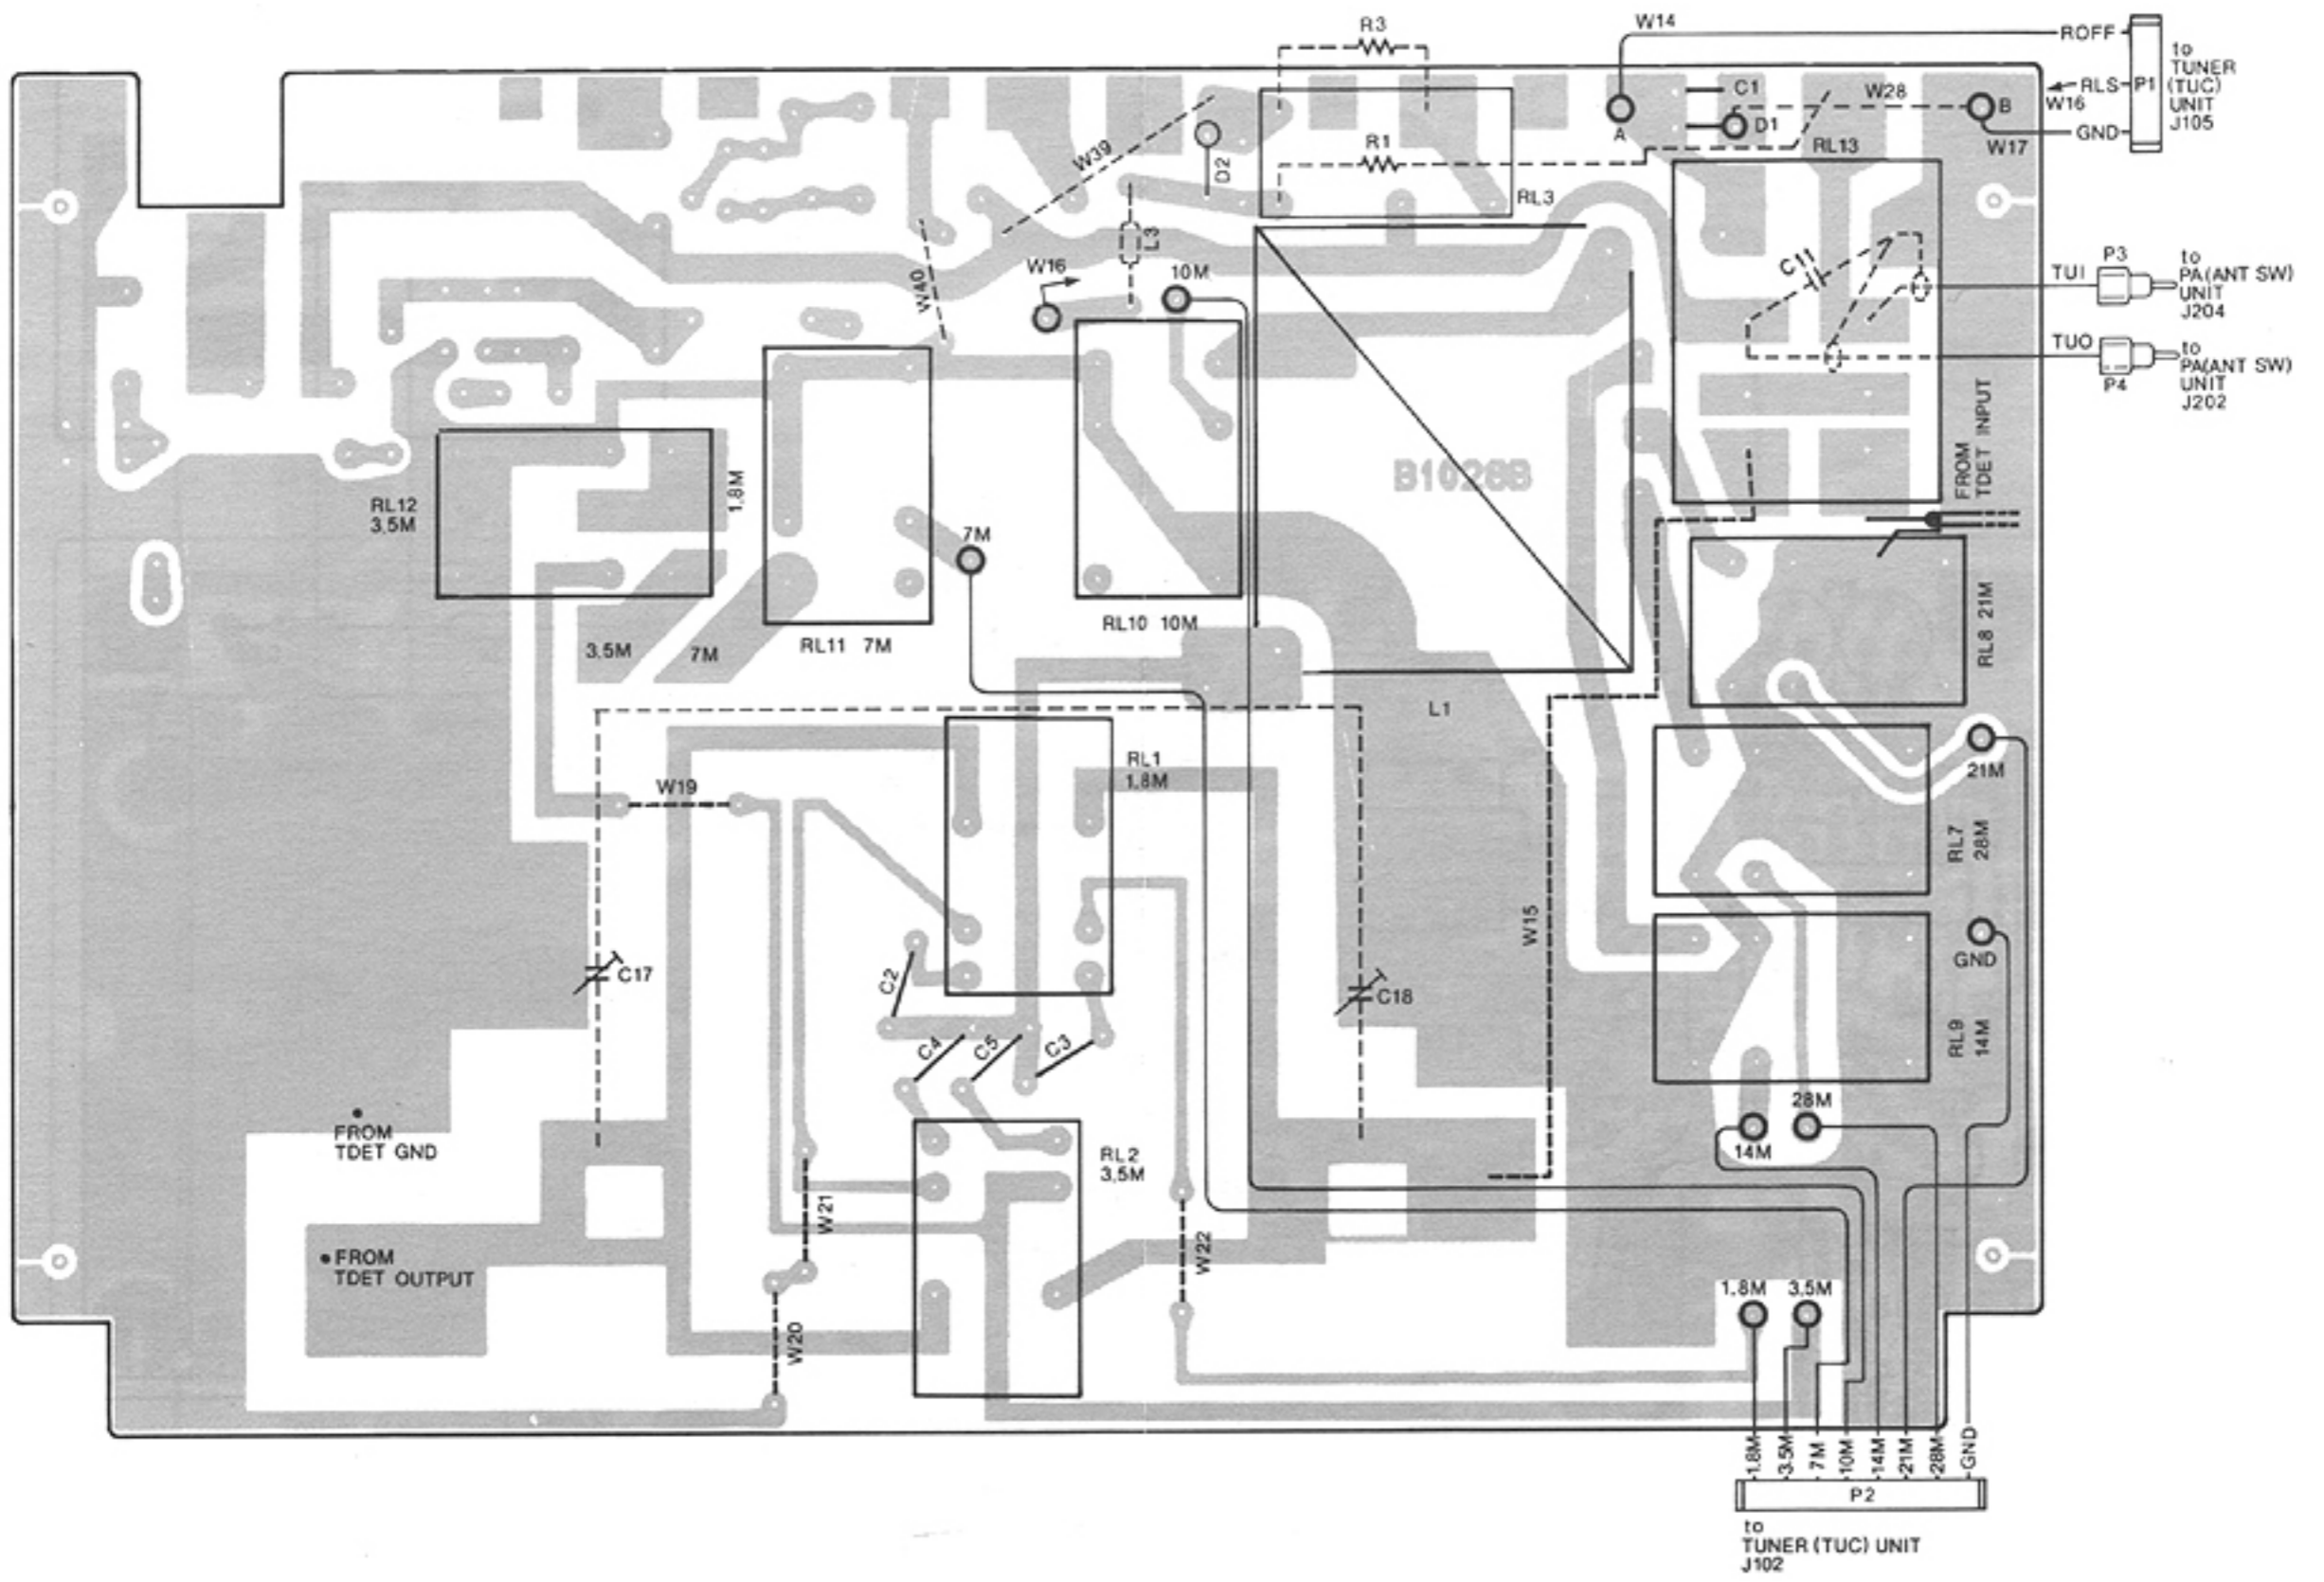 R3
W14
ROFF
to
TUNER
(TUC)
UNIT
J105
P1
RLS
W16
GND
W17
C1
D1
W28
B
A
R1
RL13
RL3
W39
D2
L3
W40
W16
10M
C11
TUI
P3
to
PA(ANT SW)
UNIT
J204
TUO
P4
to
PA(ANT SW)
UNIT
J202
FROM
TDET INPUT
B1028B
RL12
3.5M
1.8M
7M
RL10 10M
RL11 7M
3.5M
7M
RL8 21M
L1
RL1
1.8M
W19
21M
RL7
28M
W15
C17
C2
C18
GND
C4
C5
C3
RL9
14M
28M
14M
FROM
TDET GND
RL2
3.5M
W21
W22
FROM
TDET OUTPUT
W20
1.8M
3.5M
1.8M
3.5M
7M
10M
14M
21M
28M
GND
P2
to
TUNER (TUC) UNIT
J102